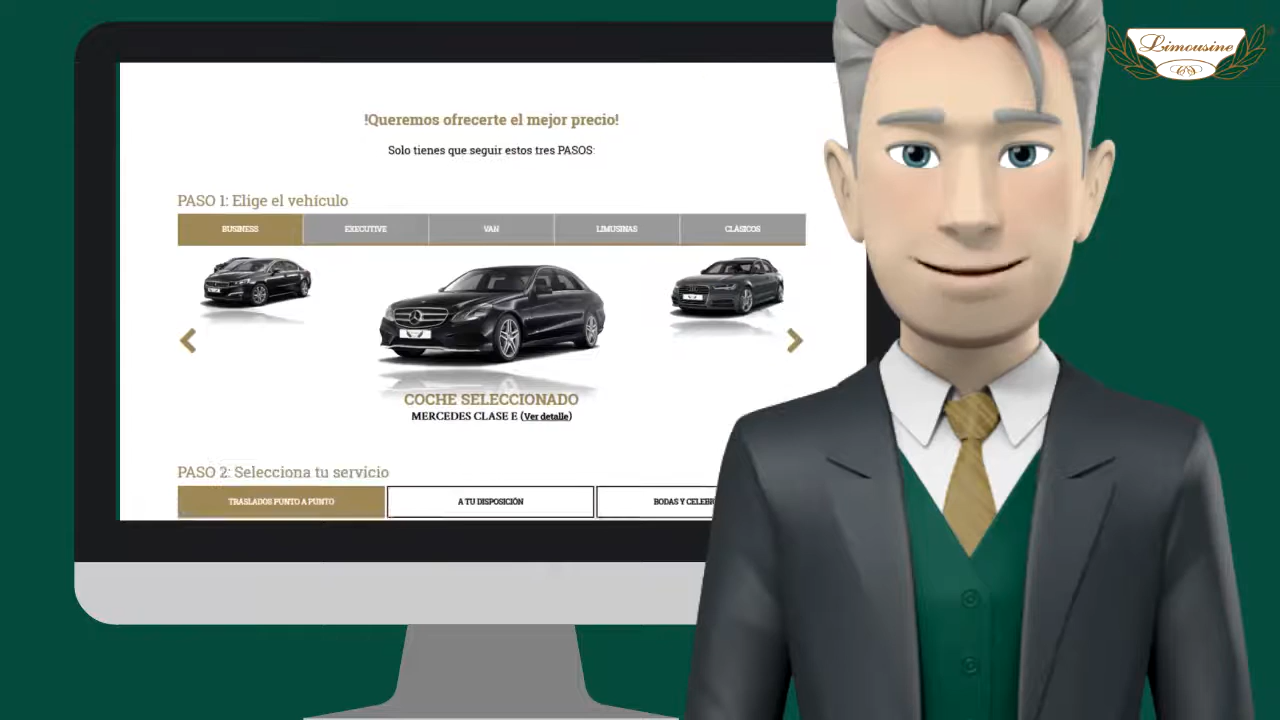 Limousine
!Queremos ofrecerte el mejor precio!
Solo tienes que seguir estos tres PASOS:
PASO 1: Elige el vehículo
BUSINESS EXECUTIVE VAN LIMUSINAS CLÁSICOS
COCHE SELECCIONADO
MERCEDES CLASE E (Ver detalle)
PASO 2: Selecciona tu servicio
TRASLADOS PUNTO A PUNTO A TU DISPOSICIÓN BODAS Y CELEBR